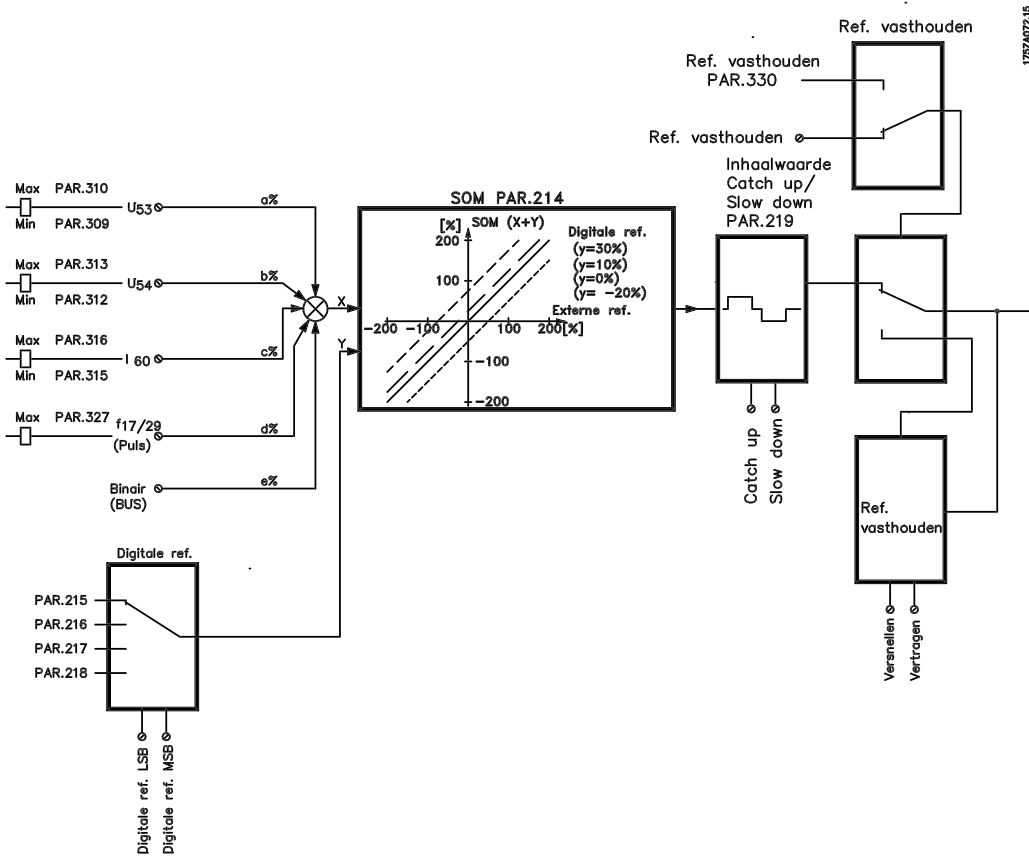 1757A072.15
Ref. vasthouden
Ref. vasthouden
PAR.330
Ref. vasthouden
Inhaalwaarde
Catch up/
Slow down
PAR.219
Max PAR.310
Min PAR.309
U53
a%
Max PAR.313
Min PAR.312
U54
b%
Max PAR.316
Min PAR.315
I 60
c%
Max PAR.327
f17/29
(Puls)
d%
Binair
(BUS)
e%
X
Y
SOM PAR.214
[%] SOM (X+Y)
200
100
-200 -100 100 200[%]
-100
-200
Digitale ref.
(y=30%)
(y=10%)
(y=0%)
(y= -20%)
Externe ref.
Catch up
Slow down
Ref.
vasthouden
Versnellen
Vertragen
Digitale ref.
PAR.215
PAR.216
PAR.217
PAR.218
Digitale ref. LSB
Digitale ref. MSB